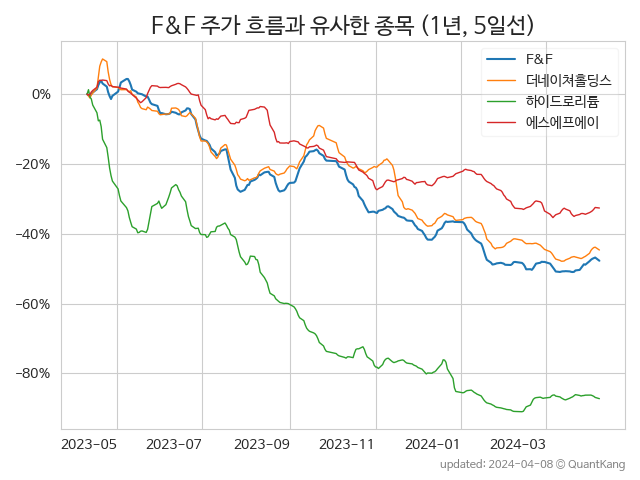 F&F 주가 흐름과 유사한 종목 (1년, 5일선)
F&F
더네이쳐홀딩스
하이드로리튬
에스에프에이
0%
−20%
−40%
−60%
−80%
2023-05 2023-07 2023-09 2023-11 2024-01 2024-03
updated: 2024-04-08 © QuantKang